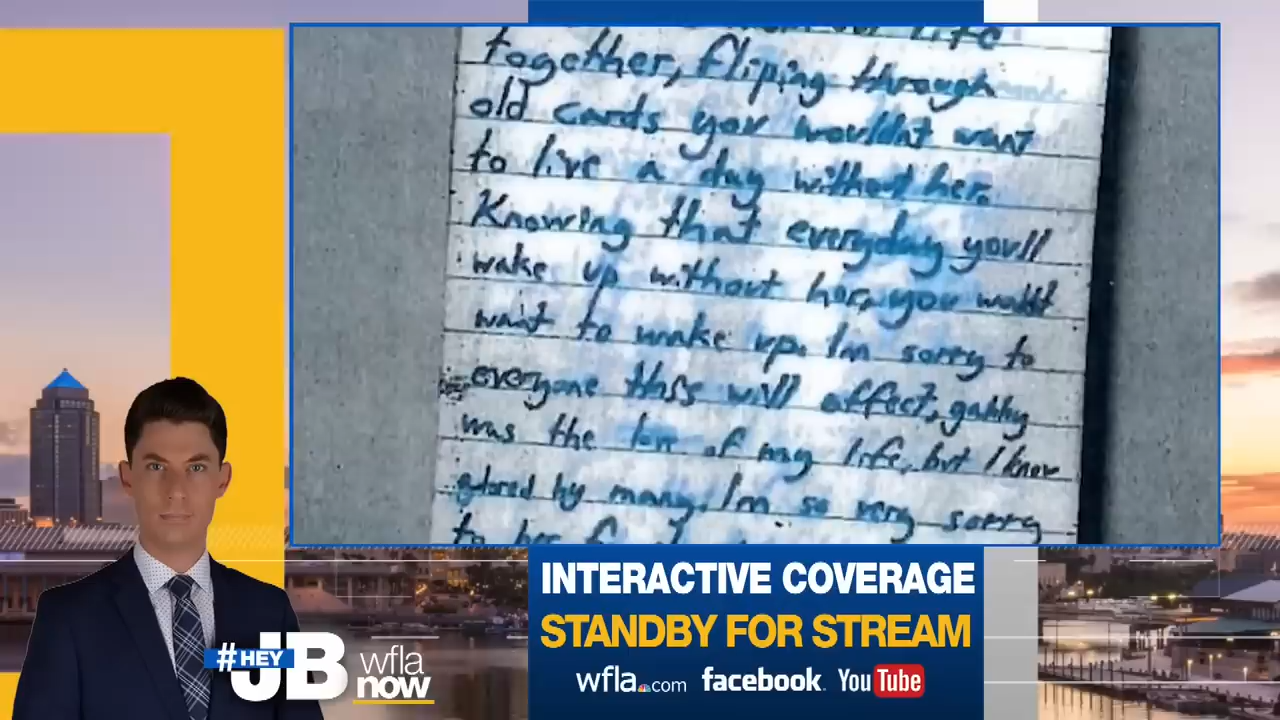 life
together, fliping through
old cards you wouldnt want
to live a day without her.
Knowing that everyday you'll
wake up without her, you wouldnt
want to wake up. I'm sorry to
everyone this will affect, gabby
was the love of my life, but I know
adored by many. I'm so very sorry
to her
INTERACTIVE COVERAGE
STANDBY FOR STREAM
wfla.com facebook. YouTube
#HEY JB wfla now